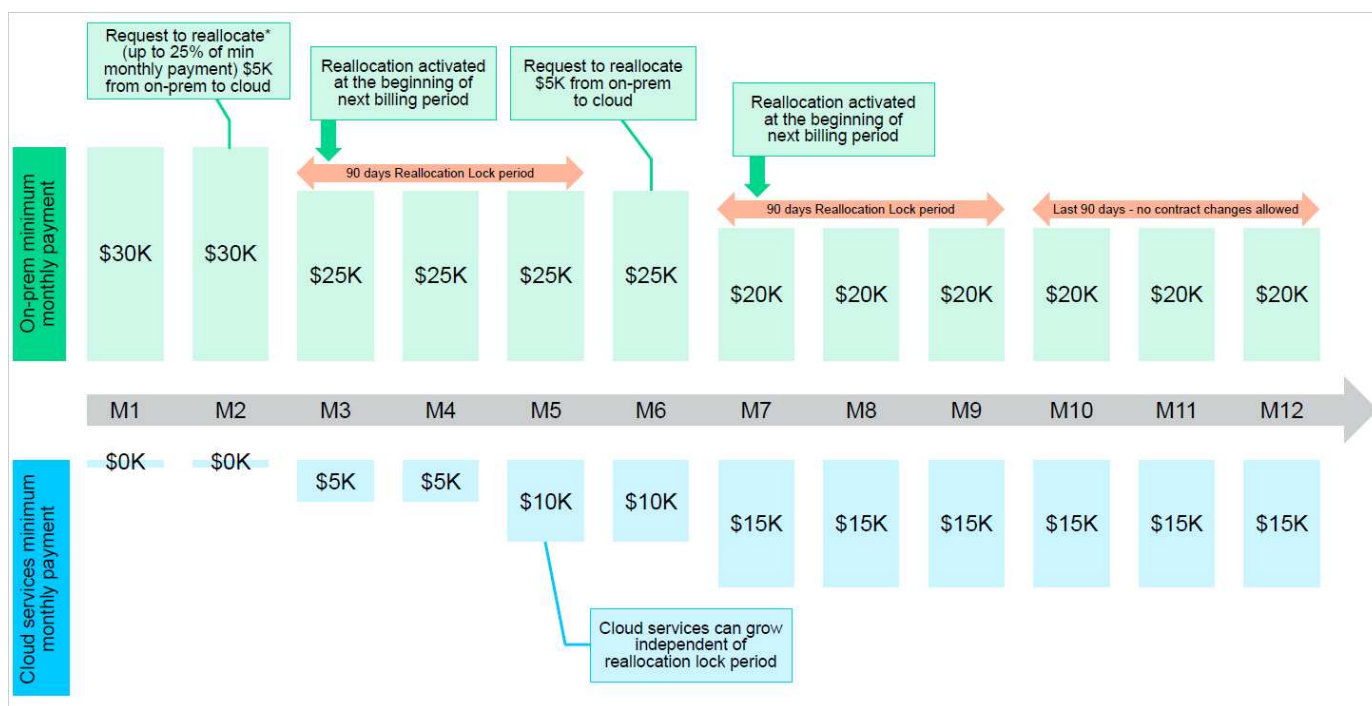 Request to reallocate*
(up to 25% of min
monthly payment) $5K
from on-prem to cloud
Reallocation activated
at the beginning of
next billing period
Request to reallocate
$5K from on-prem
to cloud
Reallocation activated
at the beginning of
next billing period
On-prem minimum
monthly payment
90 days Reallocation Lock period
90 days Reallocation Lock period
Last 90 days - no contract changes allowed
$30K
$30K
$25K
$25K
$25K
$25K
$20K
$20K
$20K
$20K
$20K
$20K
M1
M2
M3
M4
M5
M6
M7
M8
M9
M10
M11
M12
Cloud services minimum
monthly payment
$0K
$0K
$5K
$5K
$10K
$10K
$15K
$15K
$15K
$15K
$15K
$15K
Cloud services can grow
independent of
reallocation lock period